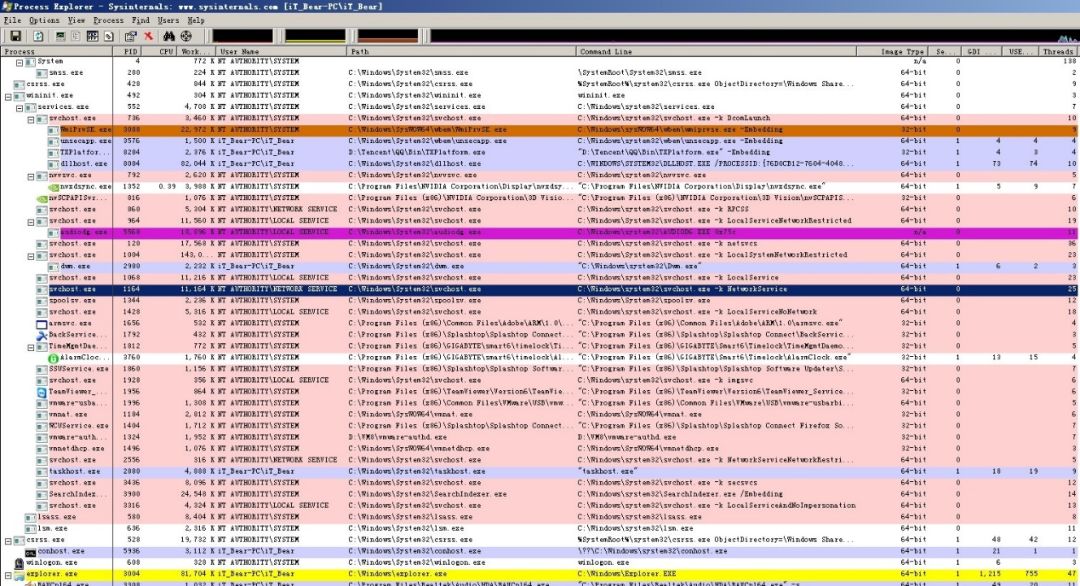 Process Explorer - Sysinternals: www.sysinternals.com [iT_Bear-PC\iT_Bear]
File Options View Process Find Users Help
Process PID CPU Work... User Name Path Command Line Image Type Se... GDI ... USE... Threads
System 4 772 K NT AUTHORITY\SYSTEM n/a 0 138
smss.exe 280 224 K NT AUTHORITY\SYSTEM C:\Windows\System32\smss.exe \SystemRoot\System32\smss.exe 64-bit 0 2
csrss.exe 428 844 K NT AUTHORITY\SYSTEM C:\Windows\System32\csrss.exe %SystemRoot%\system32\csrss.exe ObjectDirectory=\Windows Share... 64-bit 0 9
wininit.exe 492 304 K NT AUTHORITY\SYSTEM C:\Windows\System32\wininit.exe wininit.exe 64-bit 0 3
services.exe 552 4,708 K NT AUTHORITY\SYSTEM C:\Windows\System32\services.exe C:\Windows\system32\services.exe 64-bit 0 7
svchost.exe 736 3,460 K NT AUTHORITY\SYSTEM C:\Windows\System32\svchost.exe C:\Windows\system32\svchost.exe -k DcomLaunch 64-bit 0 10
WmiPrvSE.exe 3088 22,972 K NT AUTHORITY\SYSTEM C:\Windows\SysWOW64\wbem\WmiPrvSE.exe C:\Windows\sysWOW64\wbem\wmiprvse.exe -Embedding 32-bit 0 9
unsecapp.exe 3576 1,500 K iT_Bear-PC\iT_Bear C:\Windows\System32\wbem\unsecapp.exe C:\Windows\system32\wbem\unsecapp.exe -Embedding 64-bit 1 4 4 4
TXPlatfor... 8284 2,376 K iT_Bear-PC\iT_Bear D:\Tencent\QQ\Bin\TXPlatform.exe "D:\Tencent\QQ\Bin\TXPlatform.exe" -Embedding 32-bit 1 4 3 4
dllhost.exe 8084 82,044 K iT_Bear-PC\iT_Bear C:\Windows\System32\dllhost.exe C:\WINDOWS\SYSTEM32\DLLHOST.EXE /PROCESSID:{76D0CB12-7604-4048... 64-bit 1 73 74 10
nvvsvc.exe 792 2,620 K NT AUTHORITY\SYSTEM C:\Windows\System32\nvvsvc.exe C:\Windows\system32\nvvsvc.exe 64-bit 0 5
nvxdsync.exe 1352 0.39 3,988 K NT AUTHORITY\SYSTEM C:\Program Files\NVIDIA Corporation\Display\nvxdsy... "C:\Program Files\NVIDIA Corporation\Display\nvxdsync.exe" 64-bit 1 5 9 7
nvSCPAPISvr... 816 1,076 K NT AUTHORITY\SYSTEM C:\Program Files (x86)\NVIDIA Corporation\3D Visio... "C:\Program Files (x86)\NVIDIA Corporation\3D Vision\nvSCPAPIS... 32-bit 0 6
svchost.exe 860 5,304 K NT AUTHORITY\NETWORK SERVICE C:\Windows\System32\svchost.exe C:\Windows\system32\svchost.exe -k RPCSS 64-bit 0 10
svchost.exe 964 11,560 K NT AUTHORITY\LOCAL SERVICE C:\Windows\System32\svchost.exe C:\Windows\System32\svchost.exe -k LocalServiceNetworkRestricted 64-bit 0 19
audiodg.exe 5568 18,836 K NT AUTHORITY\LOCAL SERVICE C:\Windows\System32\audiodg.exe C:\Windows\system32\AUDIODG.EXE 0x75c n/a 0 11
svchost.exe 120 17,568 K NT AUTHORITY\SYSTEM C:\Windows\System32\svchost.exe C:\Windows\system32\svchost.exe -k netsvcs 64-bit 0 36
svchost.exe 1004 143,0... NT AUTHORITY\SYSTEM C:\Windows\System32\svchost.exe C:\Windows\System32\svchost.exe -k LocalSystemNetworkRestricted 64-bit 0
dwm.exe 2980 2,232 K iT_Bear-PC\iT_Bear C:\Windows\System32\dwm.exe "C:\Windows\system32\Dwm.exe" 64-bit 1 6 2 3
svchost.exe 1068 11,216 K NT AUTHORITY\LOCAL SERVICE C:\Windows\System32\svchost.exe C:\Windows\system32\svchost.exe -k LocalService 64-bit 0 23
svchost.exe 1164 11,164 K NT AUTHORITY\NETWORK SERVICE C:\Windows\System32\svchost.exe C:\Windows\system32\svchost.exe -k NetworkService 64-bit 0 25
spoolsv.exe 1344 2,236 K NT AUTHORITY\SYSTEM C:\Windows\System32\spoolsv.exe C:\Windows\System32\spoolsv.exe 64-bit 0 12
svchost.exe 1428 5,316 K NT AUTHORITY\LOCAL SERVICE C:\Windows\System32\svchost.exe C:\Windows\system32\svchost.exe -k LocalServiceNoNetwork 64-bit 0 17
armsvc.exe 1656 532 K NT AUTHORITY\SYSTEM C:\Program Files (x86)\Common Files\Adobe\ARM\1.0\... "C:\Program Files (x86)\Common Files\Adobe\ARM\1.0\armsvc.exe" 32-bit 0 4
BackService... 1792 432 K NT AUTHORITY\SYSTEM C:\Program Files (x86)\Splashtop\Splashtop Connect... "C:\Program Files (x86)\Splashtop\Splashtop Connect\BackServic... 32-bit 0 3
TimeMgmtDae... 1812 772 K NT AUTHORITY\SYSTEM C:\Program Files (x86)\GIGABYTE\smart6\timelock\Ti... "C:\Program Files (x86)\GIGABYTE\smart6\timelock\TimeMgmtDaemo... 32-bit 0 4
AlarmCloc... 3760 1,760 K NT AUTHORITY\SYSTEM C:\Program Files (x86)\GIGABYTE\smart6\timelock\Al... "C:\Program Files (x86)\GIGABYTE\smart6\timelock\AlarmClock.exe" 32-bit 1 13 15 4
SSUService.exe 1860 1,156 K NT AUTHORITY\SYSTEM C:\Program Files (x86)\Splashtop\Splashtop Softwar... "C:\Program Files (x86)\Splashtop\Splashtop Software Updater\S... 32-bit 0 7
svchost.exe 1928 356 K NT AUTHORITY\LOCAL SERVICE C:\Windows\System32\svchost.exe C:\Windows\system32\svchost.exe -k imgsvc 64-bit 0
TeamViewer_... 1956 864 K NT AUTHORITY\SYSTEM C:\Program Files (x86)\TeamViewer\Version6\TeamVie... "C:\Program Files (x86)\TeamViewer\Version6\TeamViewer_Service... 32-bit 0 6
vmware-usba... 1996 1,308 K NT AUTHORITY\SYSTEM C:\Program Files (x86)\Common Files\VMware\USB\vmw... "C:\Program Files (x86)\Common Files\VMware\USB\vmware-usbarbi... 32-bit 0 5
vmnat.exe 1184 2,012 K NT AUTHORITY\SYSTEM C:\Windows\SysWOW64\vmnat.exe C:\Windows\SysWOW64\vmnat.exe 32-bit 0 6
WCUService.exe 1404 1,712 K NT AUTHORITY\SYSTEM C:\Program Files (x86)\Splashtop\Splashtop Connect... "C:\Program Files (x86)\Splashtop\Splashtop Connect Firefox So... 32-bit 0 7
vmware-auth... 1324 1,952 K NT AUTHORITY\SYSTEM D:\VM8\vmware-authd.exe D:\VM8\vmware-authd.exe 32-bit 0 7
vmnetdhcp.exe 1496 1,076 K NT AUTHORITY\SYSTEM C:\Windows\SysWOW64\vmnetdhcp.exe C:\Windows\SysWOW64\vmnetdhcp.exe 32-bit 0 3
svchost.exe 2556 316 K NT AUTHORITY\NETWORK SERVICE C:\Windows\System32\svchost.exe C:\Windows\system32\svchost.exe -k NetworkServiceNetworkRestri... 64-bit 0 5
taskhost.exe 2880 4,888 K iT_Bear-PC\iT_Bear C:\Windows\System32\taskhost.exe "taskhost.exe" 64-bit 1 18 19 9
svchost.exe 3436 8,096 K NT AUTHORITY\SYSTEM C:\Windows\System32\svchost.exe C:\Windows\System32\svchost.exe -k secsvcs 64-bit 0
SearchIndex... 3900 24,548 K NT AUTHORITY\SYSTEM C:\Windows\System32\SearchIndexer.exe C:\Windows\system32\SearchIndexer.exe /Embedding 64-bit 0 14
svchost.exe 3316 4,324 K NT AUTHORITY\LOCAL SERVICE C:\Windows\System32\svchost.exe C:\Windows\system32\svchost.exe -k LocalServiceAndNoImpersonation 64-bit 0 13
lsass.exe 580 8,404 K NT AUTHORITY\SYSTEM C:\Windows\System32\lsass.exe C:\Windows\system32\lsass.exe 64-bit 0 8
lsm.exe 636 2,316 K NT AUTHORITY\SYSTEM C:\Windows\System32\lsm.exe C:\Windows\system32\lsm.exe 64-bit 0
csrss.exe 528 19,732 K NT AUTHORITY\SYSTEM C:\Windows\System32\csrss.exe %SystemRoot%\system32\csrss.exe ObjectDirectory=\Windows Share... 64-bit 1 48 42 12
conhost.exe 5936 3,112 K iT_Bear-PC\iT_Bear C:\Windows\System32\conhost.exe \??\C:\Windows\system32\conhost.exe 64-bit 1 21 1 1
winlogon.exe 608 328 K NT AUTHORITY\SYSTEM C:\Windows\System32\winlogon.exe winlogon.exe 64-bit 1 6
explorer.exe 3004 81,704 K iT_Bear-PC\iT_Bear C:\Windows\explorer.exe C:\Windows\Explorer.EXE 64-bit 1 1,215 755 47